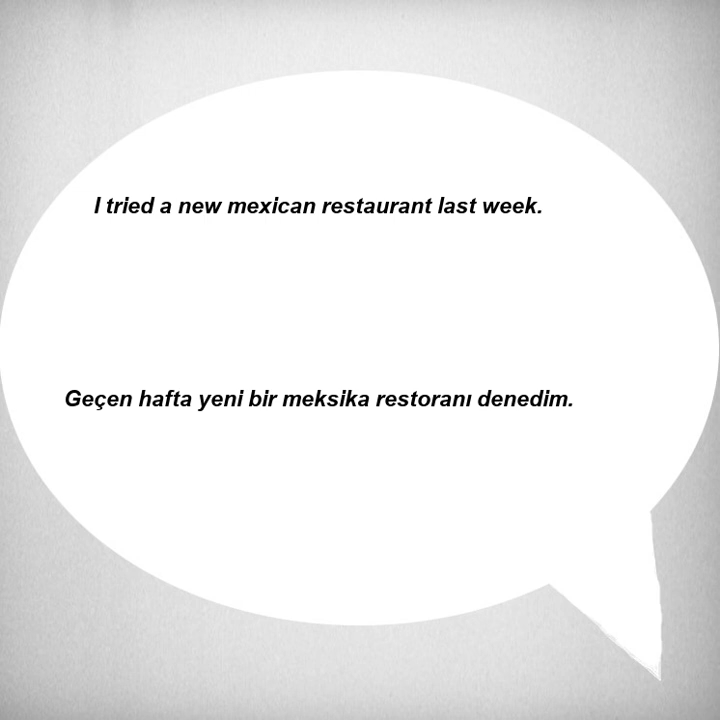 I tried a new mexican restaurant last week.
Geçen hafta yeni bir meksika restoranı denedim.